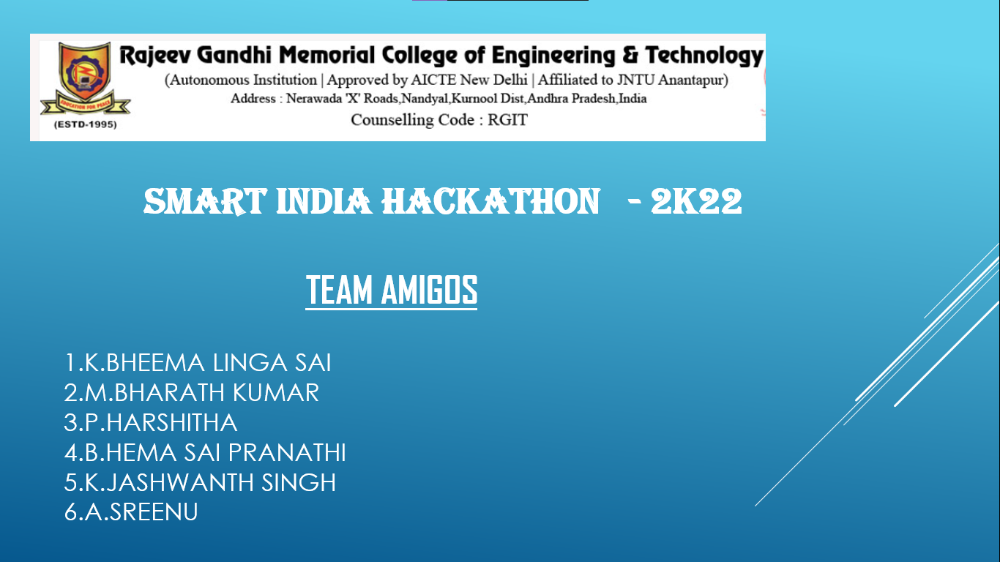 Rajeev Gandhi Memorial College of Engineering & Technology
(Autonomous Institution | Approved by AICTE New Delhi | Affiliated to JNTU Anantapur)
Address : Nerawada 'X' Roads,Nandyal,Kurnool Dist,Andhra Pradesh,India
Counselling Code : RGIT
EDUCATION FOR PEACE
(ESTD-1995)
SMART INDIA HACKATHON - 2K22
TEAM AMIGOS
1.K.BHEEMA LINGA SAI
2.M.BHARATH KUMAR
3.P.HARSHITHA
4.B.HEMA SAI PRANATHI
5.K.JASHWANTH SINGH
6.A.SREENU